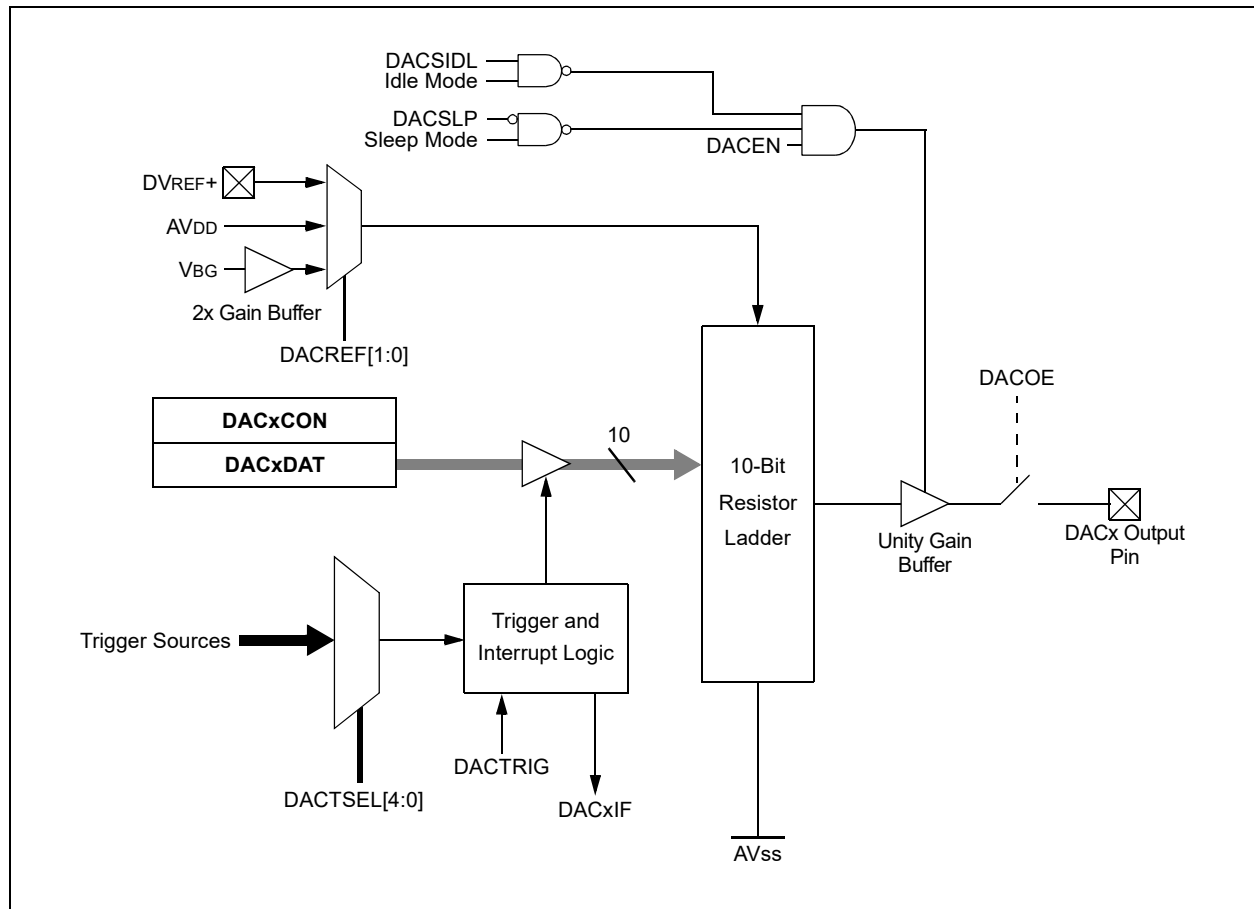 DACSIDL
Idle Mode
DACSLP
Sleep Mode
DACEN
DVREF+
AVDD
VBG
2x Gain Buffer
DACREF[1:0]
DACOE
DACxCON
DACxDAT
10
10-Bit
Resistor
Ladder
Unity Gain
Buffer
DACx Output
Pin
Trigger Sources
Trigger and
Interrupt Logic
DACTRIG
DACTSEL[4:0]
DACxIF
AVss